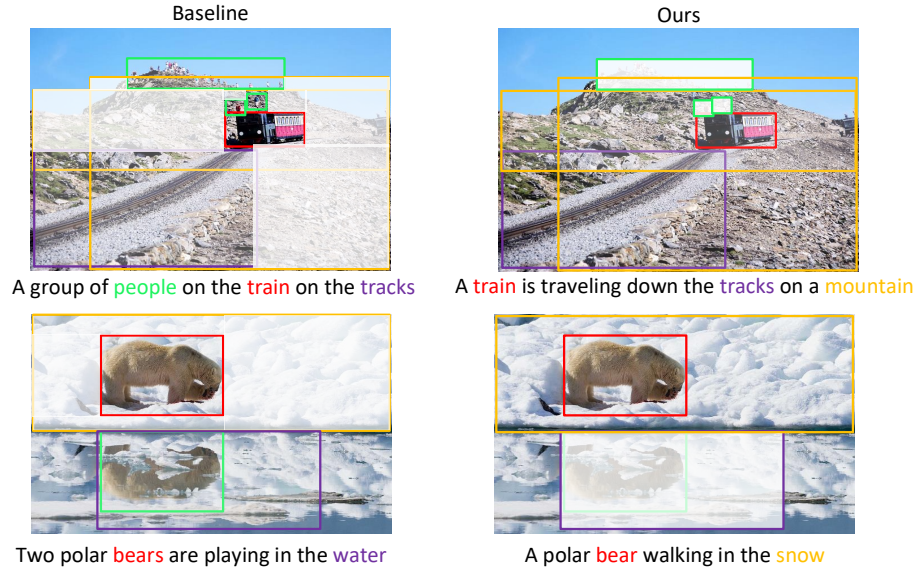 Baseline
Ours
A group of people on the train on the tracks
A train is traveling down the tracks on a mountain
Two polar bears are playing in the water
A polar bear walking in the snow